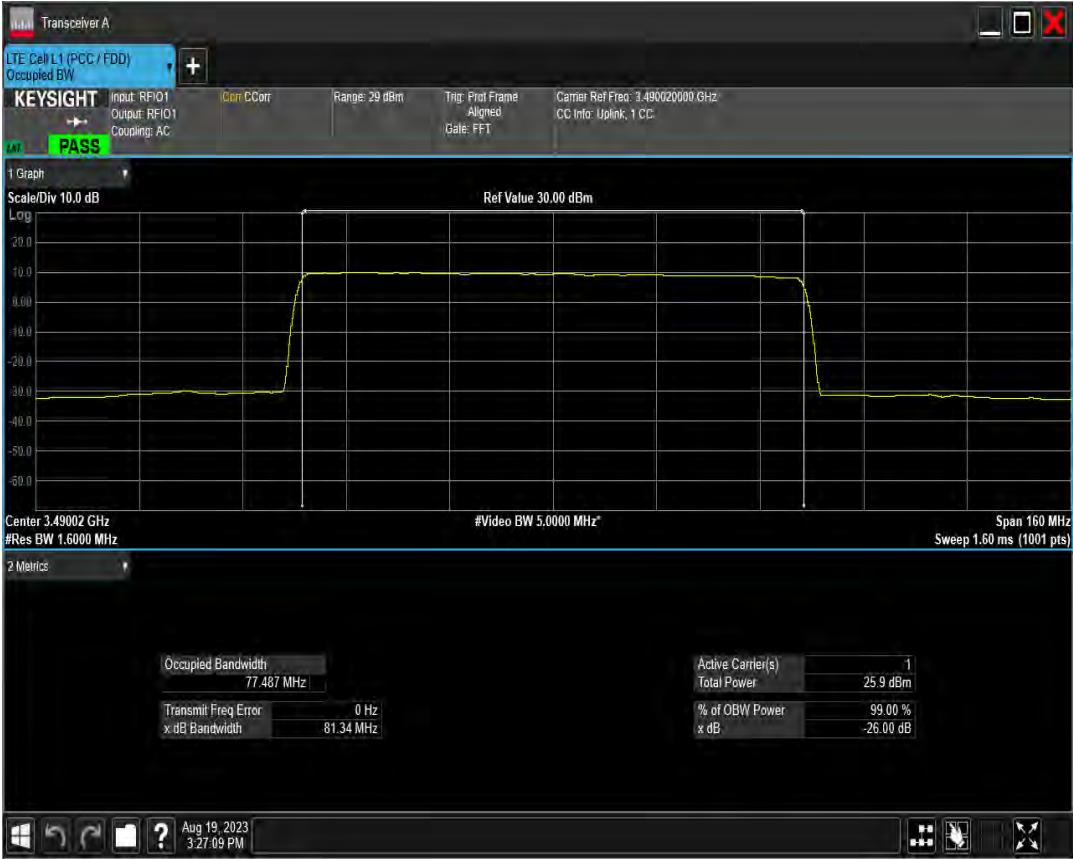 Transceiver A
LTE Cell L1 (PCC / FDD)
Occupied BW
+
KEYSIGHT
Input: RFIO1
Output: RFIO1
Coupling: AC
Corr CCorr
Range: 29 dBm
Trig: Prdt Frame
Aligned
Gate: FFT
Carrier Ref Freq: 3.490020000 GHz
CC Info: Uplink, 1 CC
PASS
1 Graph
Scale/Div 10.0 dB
Ref Value 30.00 dBm
Log
20.0
10.0
0.00
-10.0
-20.0
-30.0
-40.0
-50.0
-60.0
Center 3.49002 GHz
#Video BW 5.0000 MHz*
Span 160 MHz
#Res BW 1.6000 MHz
Sweep 1.60 ms (1001 pts)
2 Metrics
Occupied Bandwidth
77.487 MHz
Transmit Freq Error 0 Hz
x dB Bandwidth 81.34 MHz
Active Carrier(s) 1
Total Power 25.9 dBm
% of OBW Power 99.00 %
x dB -26.00 dB
?
Aug 19, 2023
3:27:09 PM